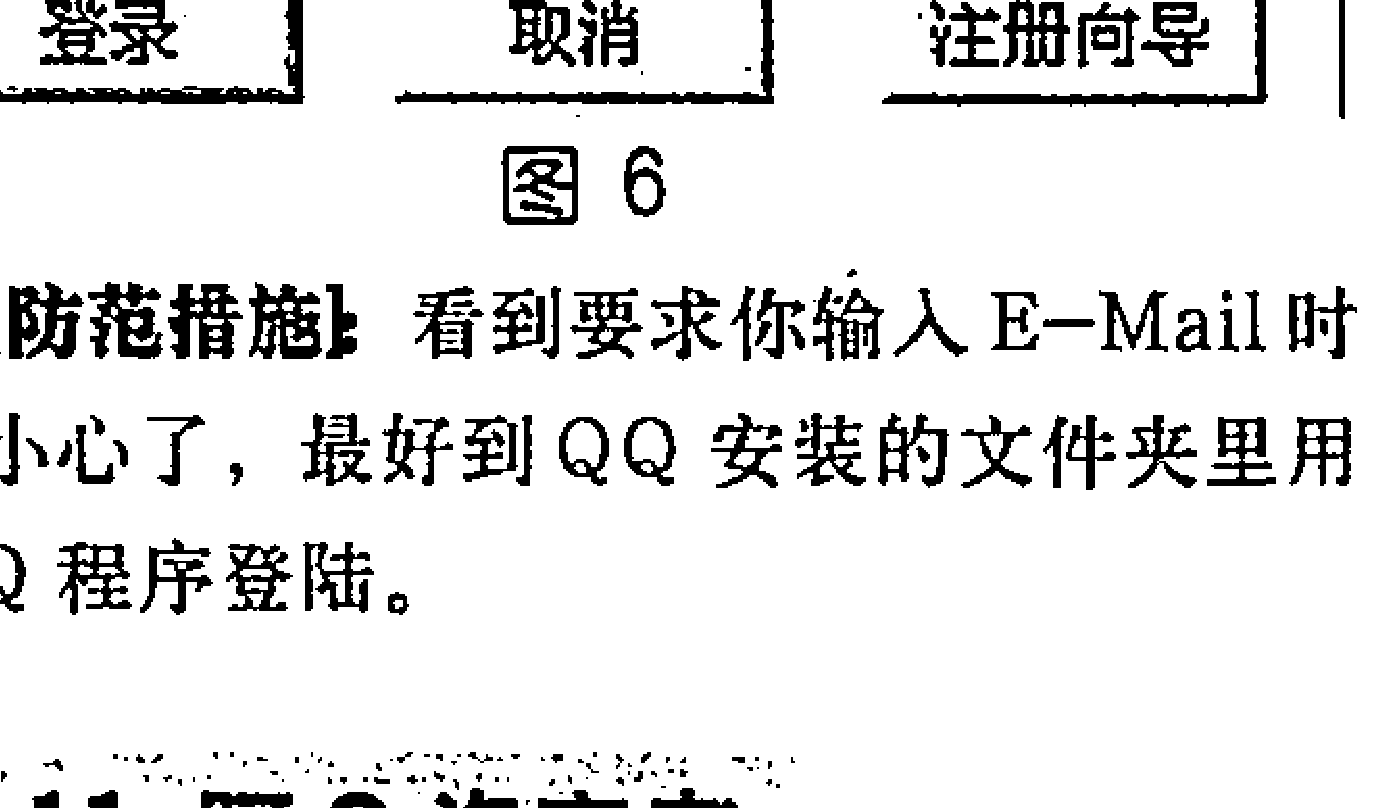 登录 取消 注册向导
图 6
防范措施】: 看到要求你输入 E-Mail 时
小心了，最好到 QQ 安装的文件夹里用
Q 程序登陆。